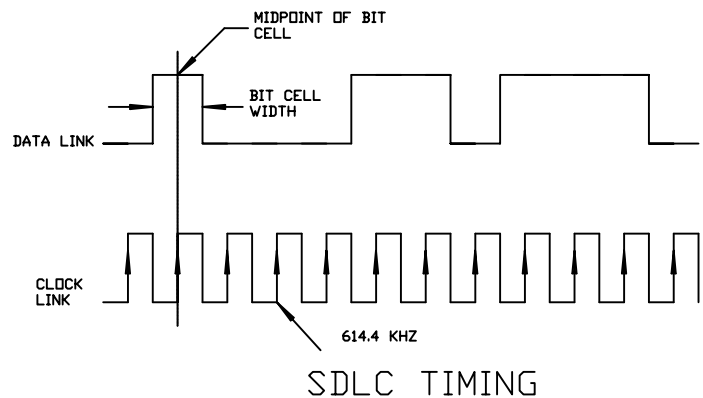 MIDPOINT OF BIT
CELL
BIT CELL
WIDTH
DATA LINK
CLOCK
LINK
614.4 KHZ
SDLC TIMING